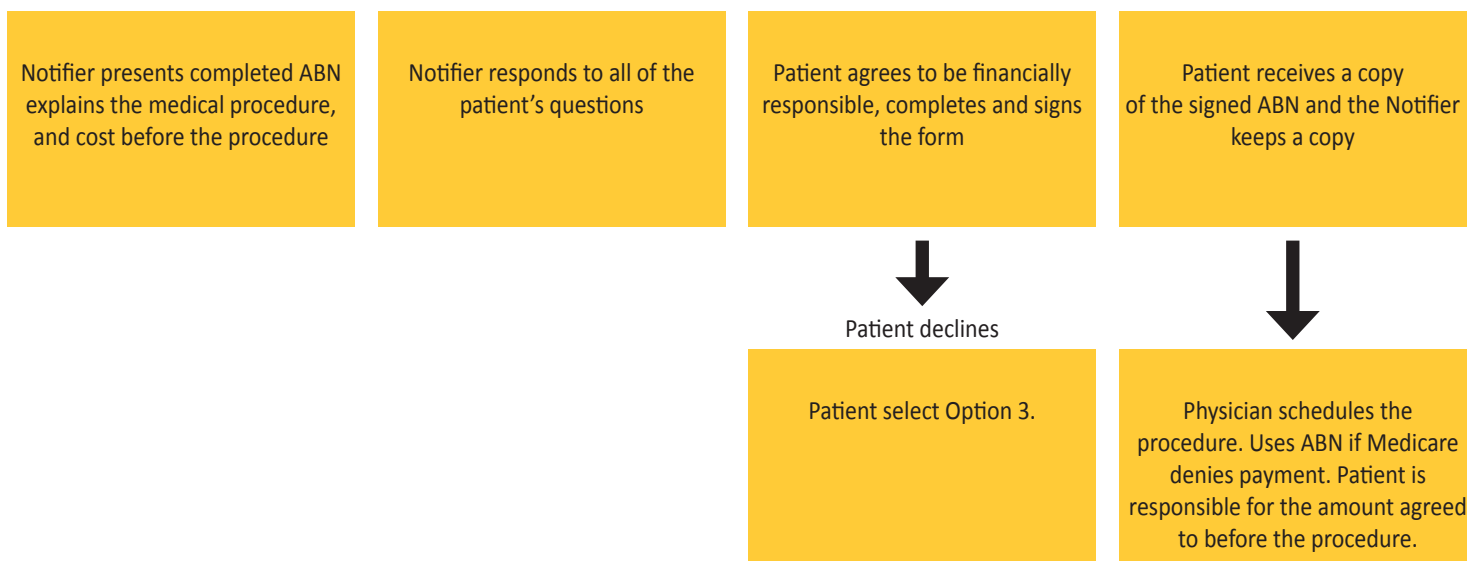 Notifier presents completed ABN
explains the medical procedure,
and cost before the procedure
Notifier responds to all of the
patient’s questions
Patient agrees to be financially
responsible, completes and signs
the form
Patient receives a copy
of the signed ABN and the Notifier
keeps a copy
Patient declines
Patient select Option 3.
Physician schedules the
procedure. Uses ABN if Medicare
denies payment. Patient is
responsible for the amount agreed
to before the procedure.